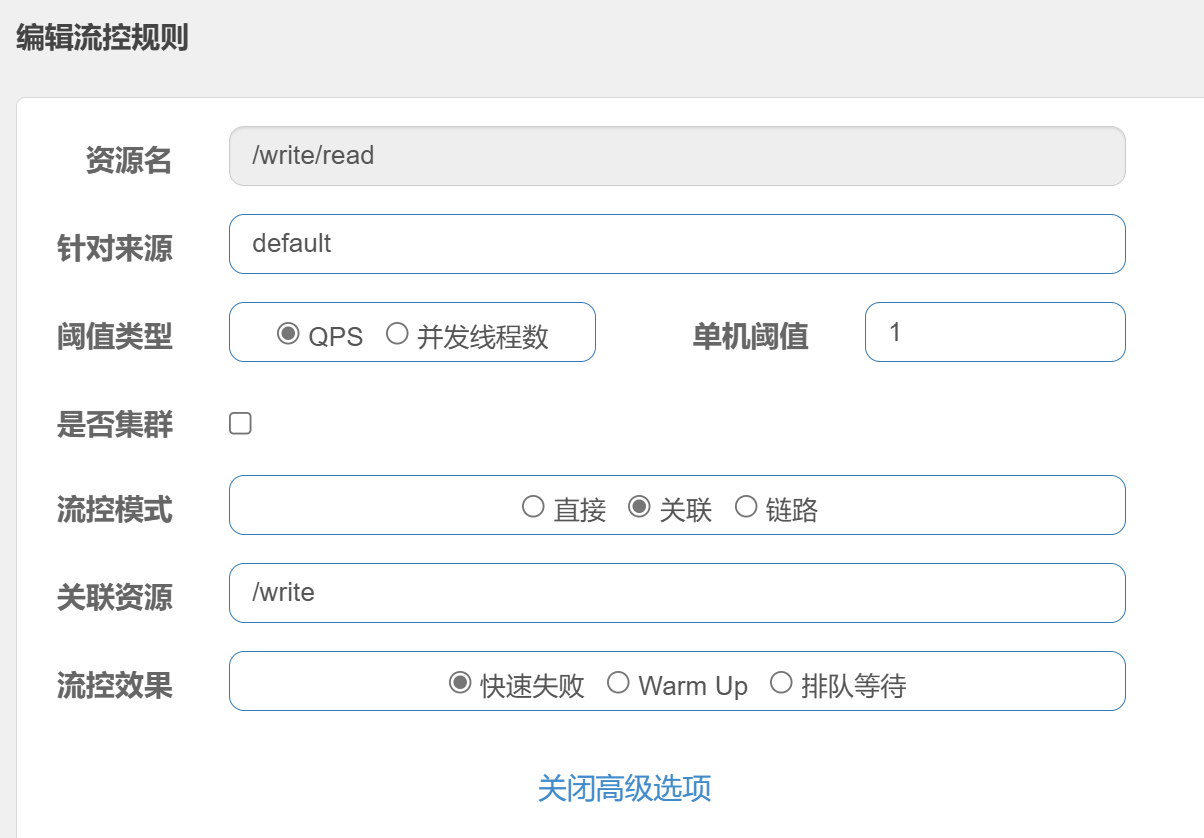 编辑流控规则
资源名 /write/read
针对来源 default
阈值类型 QPS 并发线程数 单机阈值 1
是否集群
流控模式 直接 关联 链路
关联资源 /write
流控效果 快速失败 Warm Up 排队等待
关闭高级选项